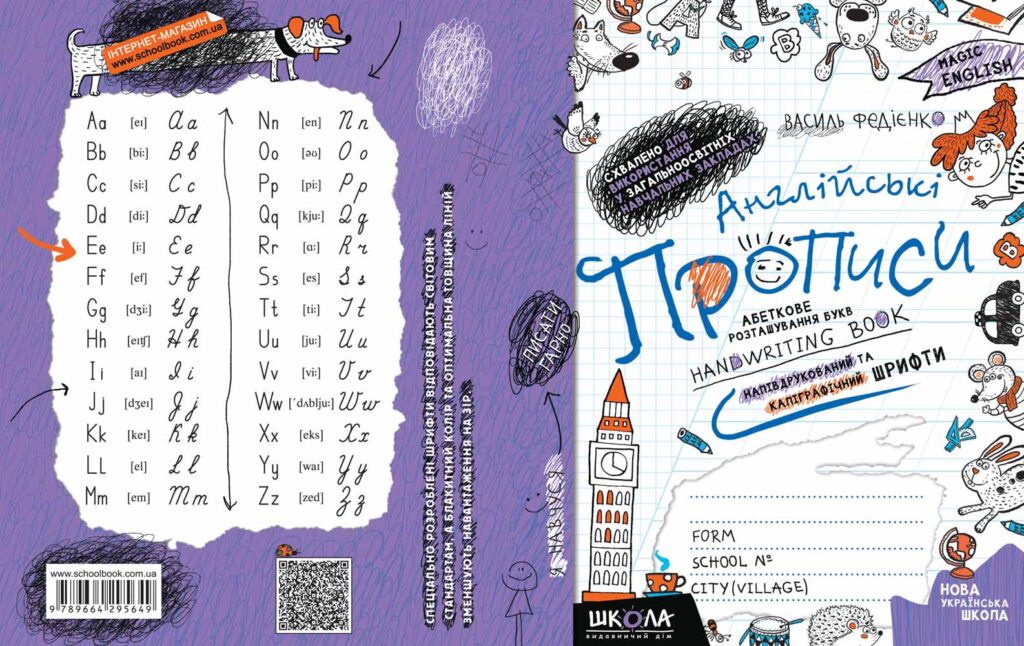 ІНТЕРНЕТ-МАГАЗИН
www.schoolbook.com.ua
Aa [eɪ] Aa
Bb [bi:] Bb
Cc [si:] Cc
Dd [di:] Dd
Ee [i:] Ee
Ff [ef] Ff
Gg [dʒi:] Gg
Hh [eɪʧ] Hh
Ii [aɪ] Ii
Jj [dʒeɪ] Jj
Kk [keɪ] Kk
LL [el] Ll
Mm [em] Mm
Nn [en] Nn
Oo [əʊ] Oo
Pp [pi:] Pp
Qq [kju:] Qq
Rr [ɑ:] Rr
Ss [es] Ss
Tt [ti:] Tt
Uu [ju:] Uu
Vv [vi:] Vv
Ww [ˈdʌblju:] Ww
Xx [eks] Xx
Yy [waɪ] Yy
Zz [zed] Zz
www.schoolbook.com.ua
9 789664 295649
СПЕЦІАЛЬНО РОЗРОБЛЕНІ ШРИФТИ ВІДПОВІДАЮТЬ СВІТОВИМ
СТАНДАРТАМ, А БЛАКИТНИЙ КОЛІР ТА ОПТИМАЛЬНА ТОВЩИНА ЛІНІЙ
ЗМЕНШУЮТЬ НАВАНТАЖЕННЯ НА ЗІР.
ПИСАТИ
ГАРНО
MAGIC
ENGLISH
ВАСИЛЬ ФЕДІЄНКО
СХВАЛЕНО ДЛЯ
ВИКОРИСТАННЯ
У ЗАГАЛЬНООСВІТНІХ
НАВЧАЛЬНИХ ЗАКЛАДАХ
Англійські
ПРОПИСИ
АБЕТКОВЕ
РОЗТАШУВАННЯ БУКВ
HANDWRITING BOOK
НАПІВДРУКОВАНИЙ ТА
КАЛІГРАФІЧНИЙ ШРИФТИ
FORM
SCHOOL №
CITY (VILLAGE)
ШКОЛА
видавничий дім
НОВА
УКРАЇНСЬКА
ШКОЛА